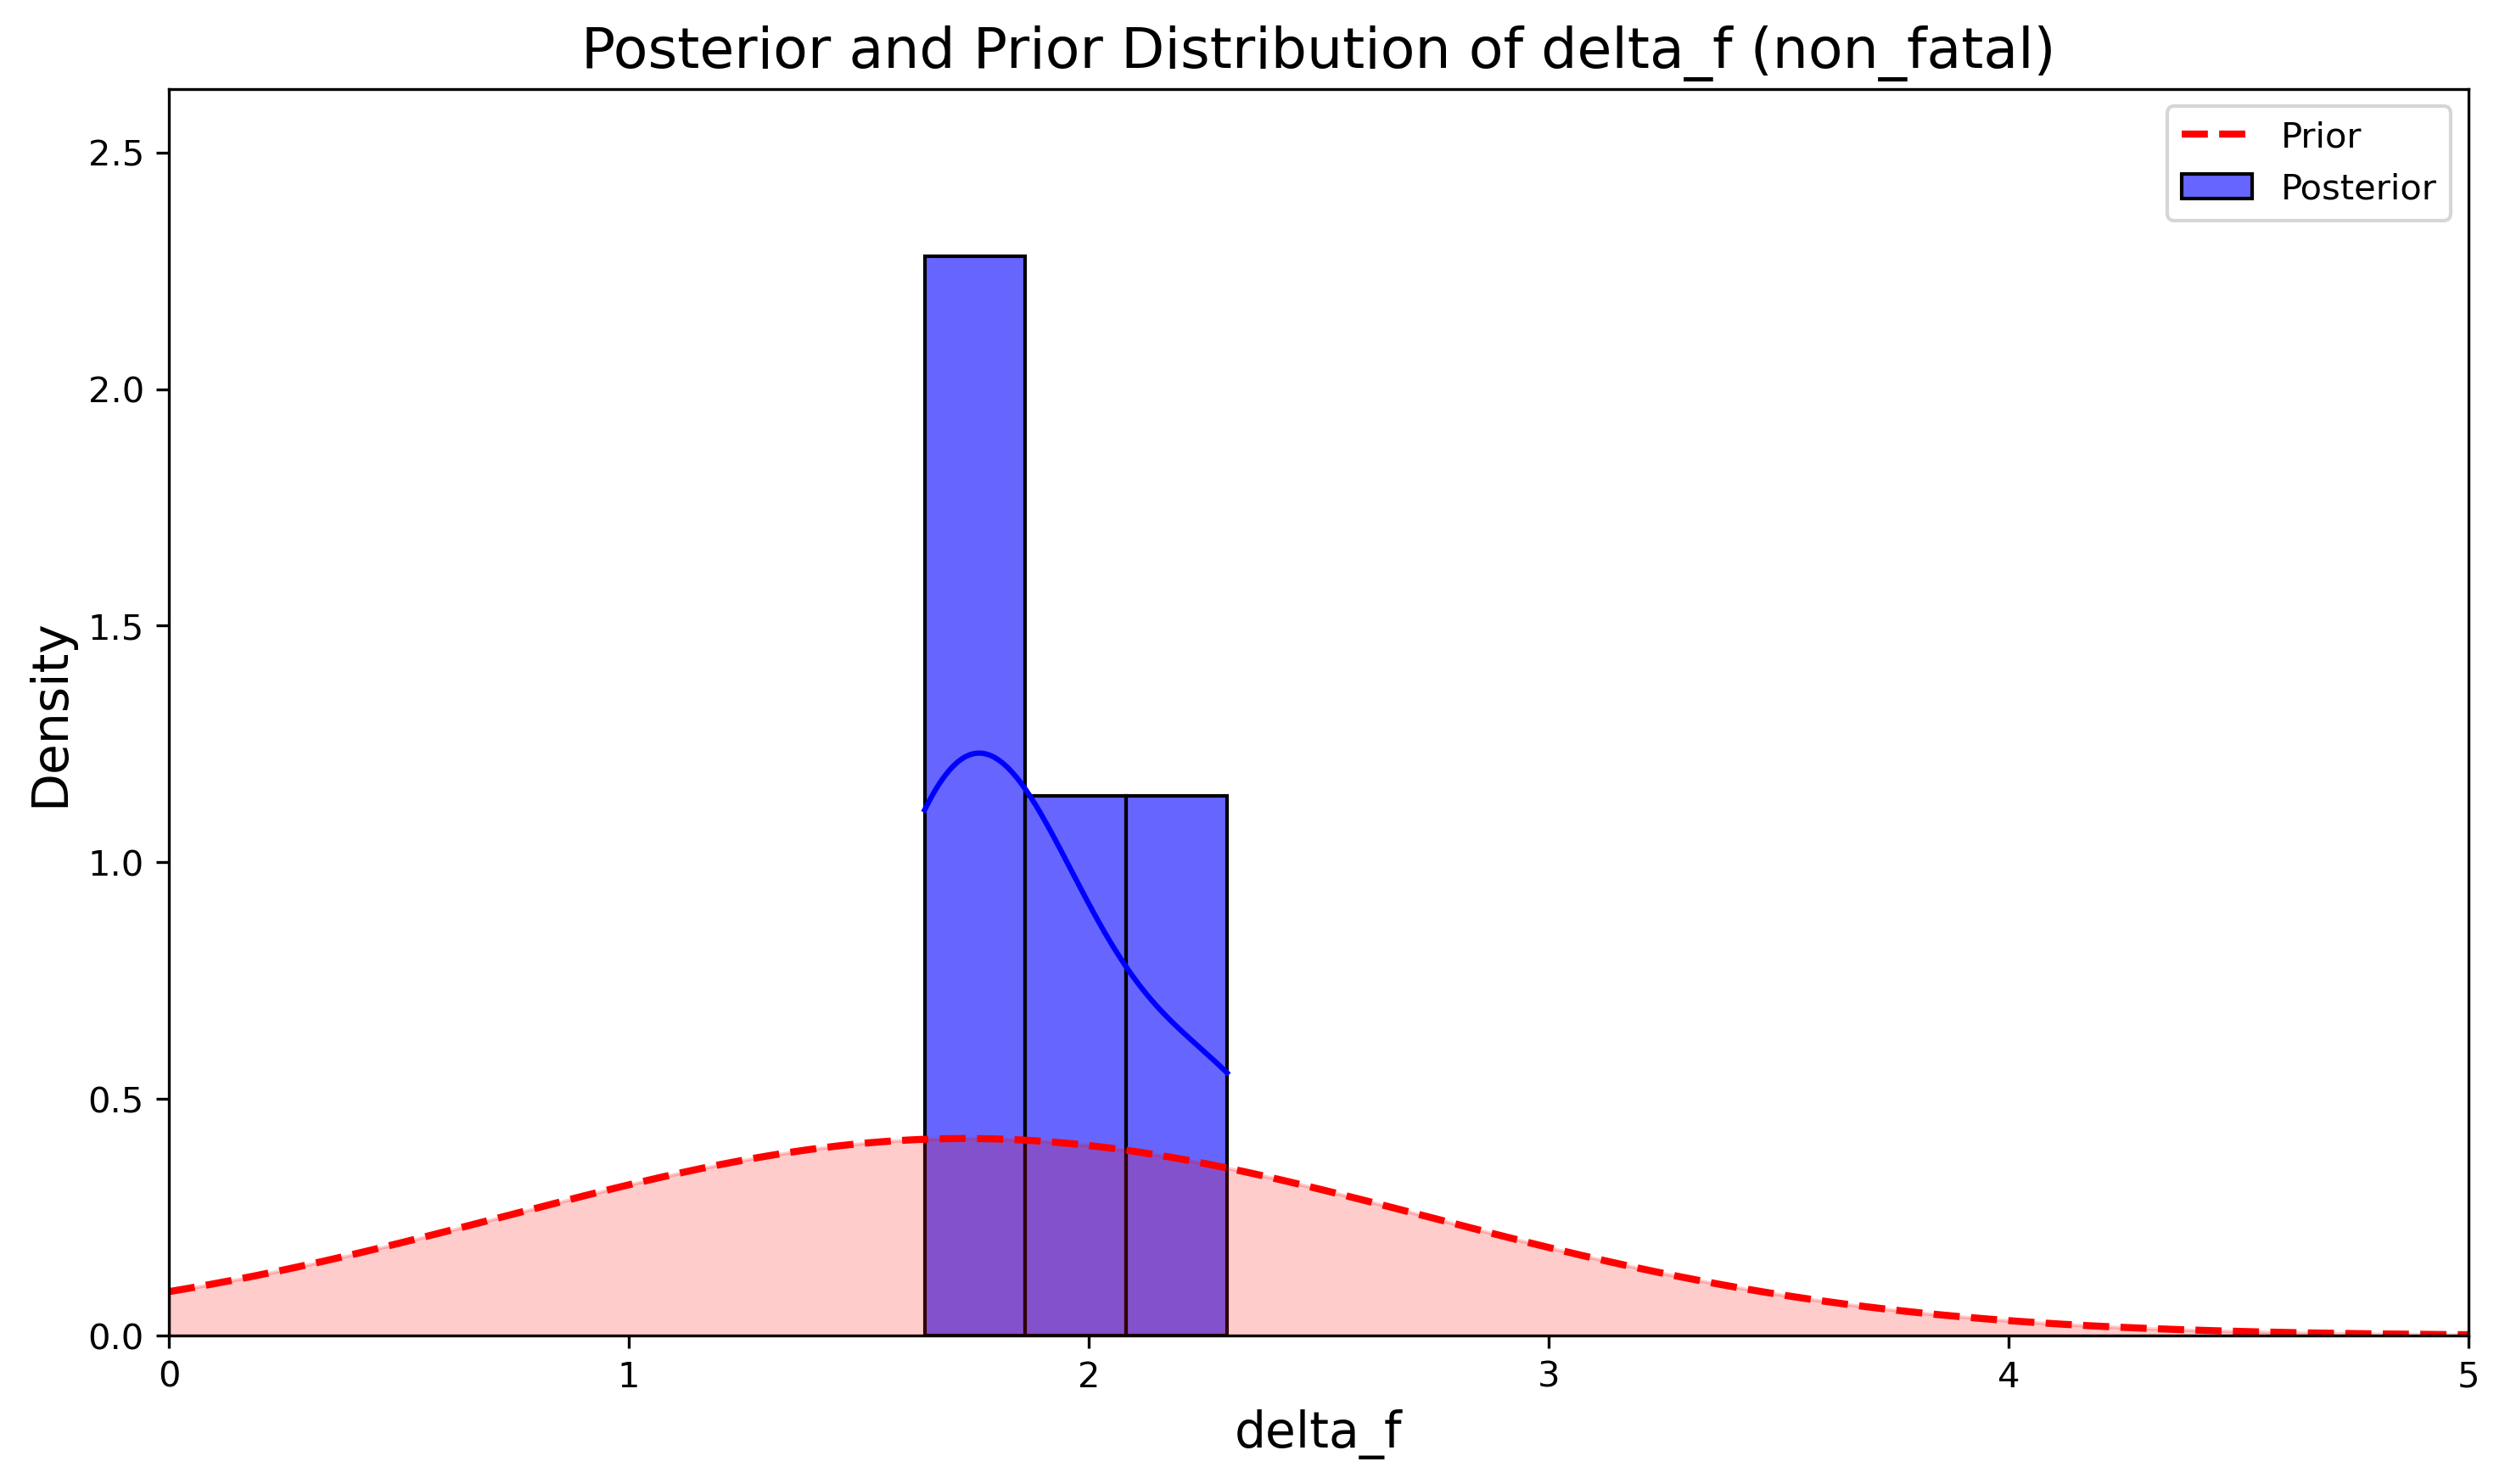 Posterior and Prior Distribution of delta_f (non_fatal)
Prior
Posterior
Density
2.5
2.0
1.5
1.0
0.5
0.0
0 1 2 3 4 5
delta_f